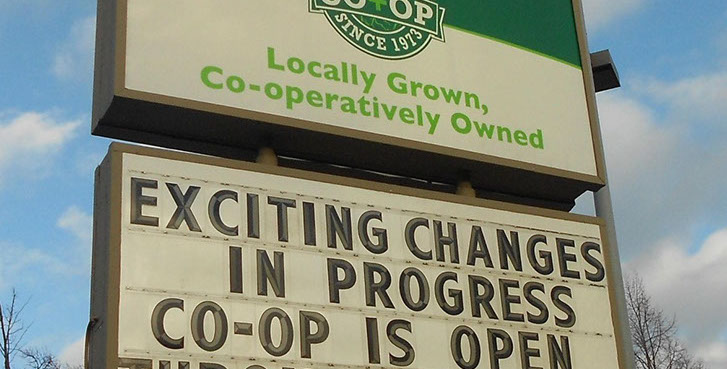 CO+OP
SINCE 1973
Locally Grown,
Co-operatively Owned
EXCITING CHANGES
IN PROGRESS
CO-OP IS OPEN